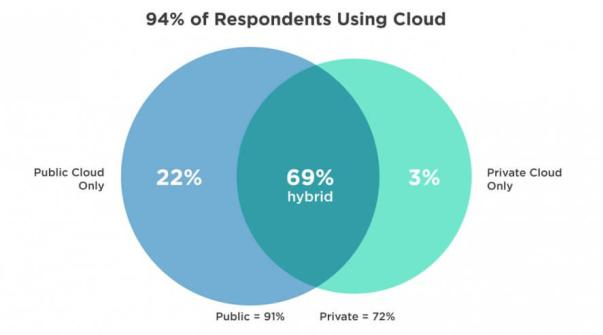 94% of Respondents Using Cloud
Public Cloud
Only
22%
69%
hybrid
3%
Private Cloud
Only
Public = 91%
Private = 72%